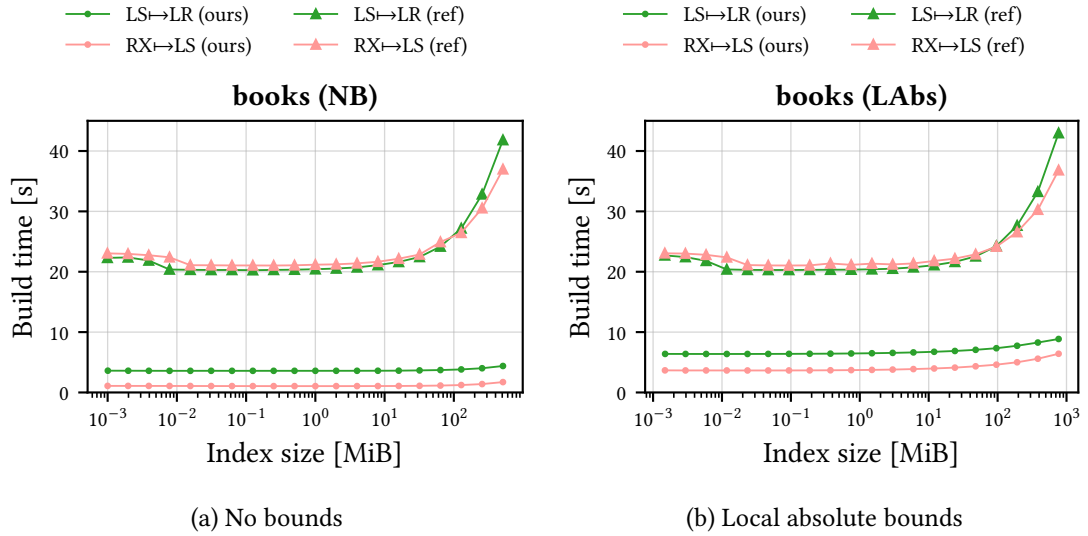 LS↦LR (ours) LS↦LR (ref)
RX↦LS (ours) RX↦LS (ref)
books (NB)
40
30
20
10
0
Build time [s]
10⁻³ 10⁻² 10⁻¹ 10⁰ 10¹ 10²
Index size [MiB]
(a) No bounds
LS↦LR (ours) LS↦LR (ref)
RX↦LS (ours) RX↦LS (ref)
books (LAbs)
40
30
20
10
0
Build time [s]
10⁻³ 10⁻² 10⁻¹ 10⁰ 10¹ 10² 10³
Index size [MiB]
(b) Local absolute bounds